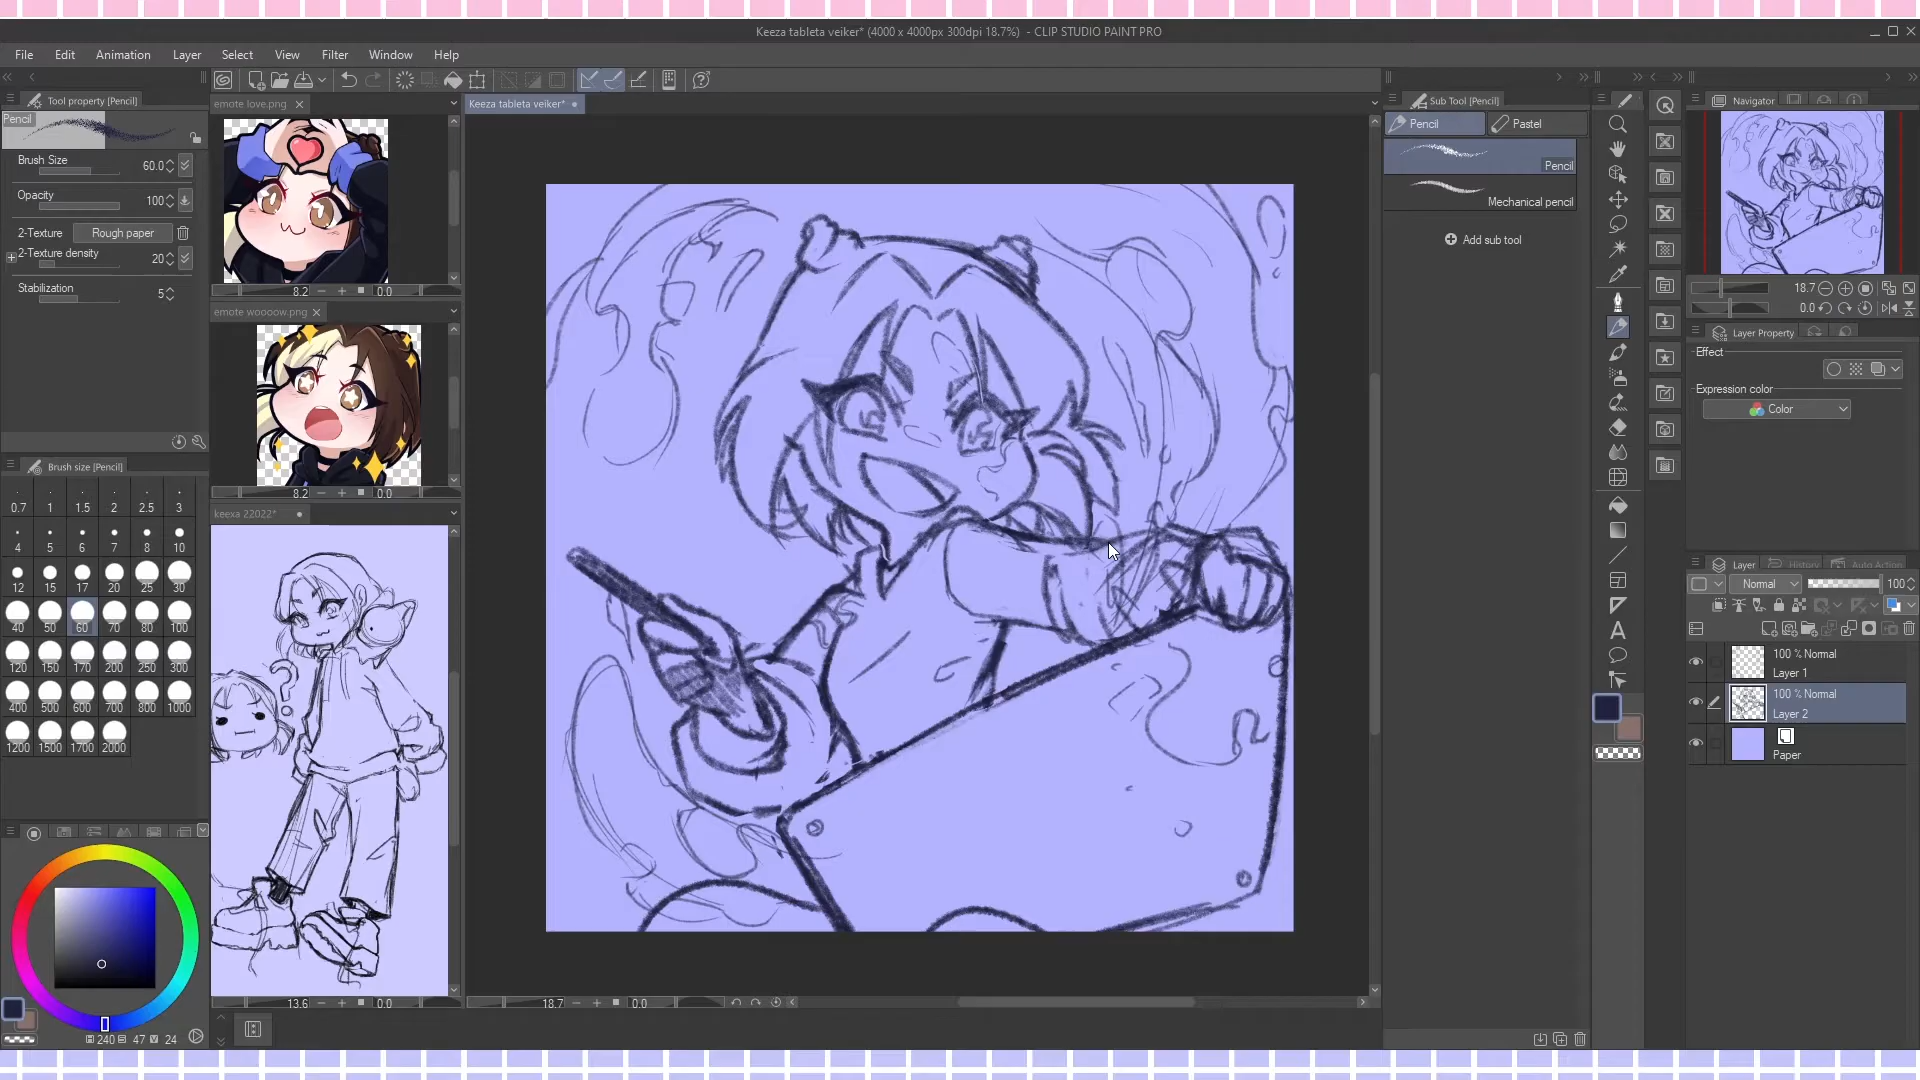 Keeza tableta veiker* (4000 x 4000px 300dpi 18.7%) - CLIP STUDIO PAINT PRO
File Edit Animation Layer Select View Filter Window Help
Tool property [Pencil]
Pencil
Brush Size 60.0
Opacity 100
2-Texture Rough paper
2-Texture density 20
Stabilization 5
Brush size [Pencil]
0.7 1 1.5 2 2.5 3
4 5 6 7 8 10
12 15 17 20 25 30
40 50 60 70 80 100
120 150 170 200 250 300
400 500 600 700 800 1000
1200 1500 1700 2000
240 47 24
emote love.png
8.2 0.0
emote woooow.png
8.2 0.0
keexa 22022*
?
13.6 0.0
Keeza tableta veiker*
18.7 0.0
Sub Tool [Pencil]
Pencil Pastel
Pencil
Mechanical pencil
Add sub tool
Navigator
18.7
0.0
Layer Property
Effect
Expression color
Color
Layer History Auto Action
Normal 100
100 % Normal
Layer 1
100 % Normal
Layer 2
Paper